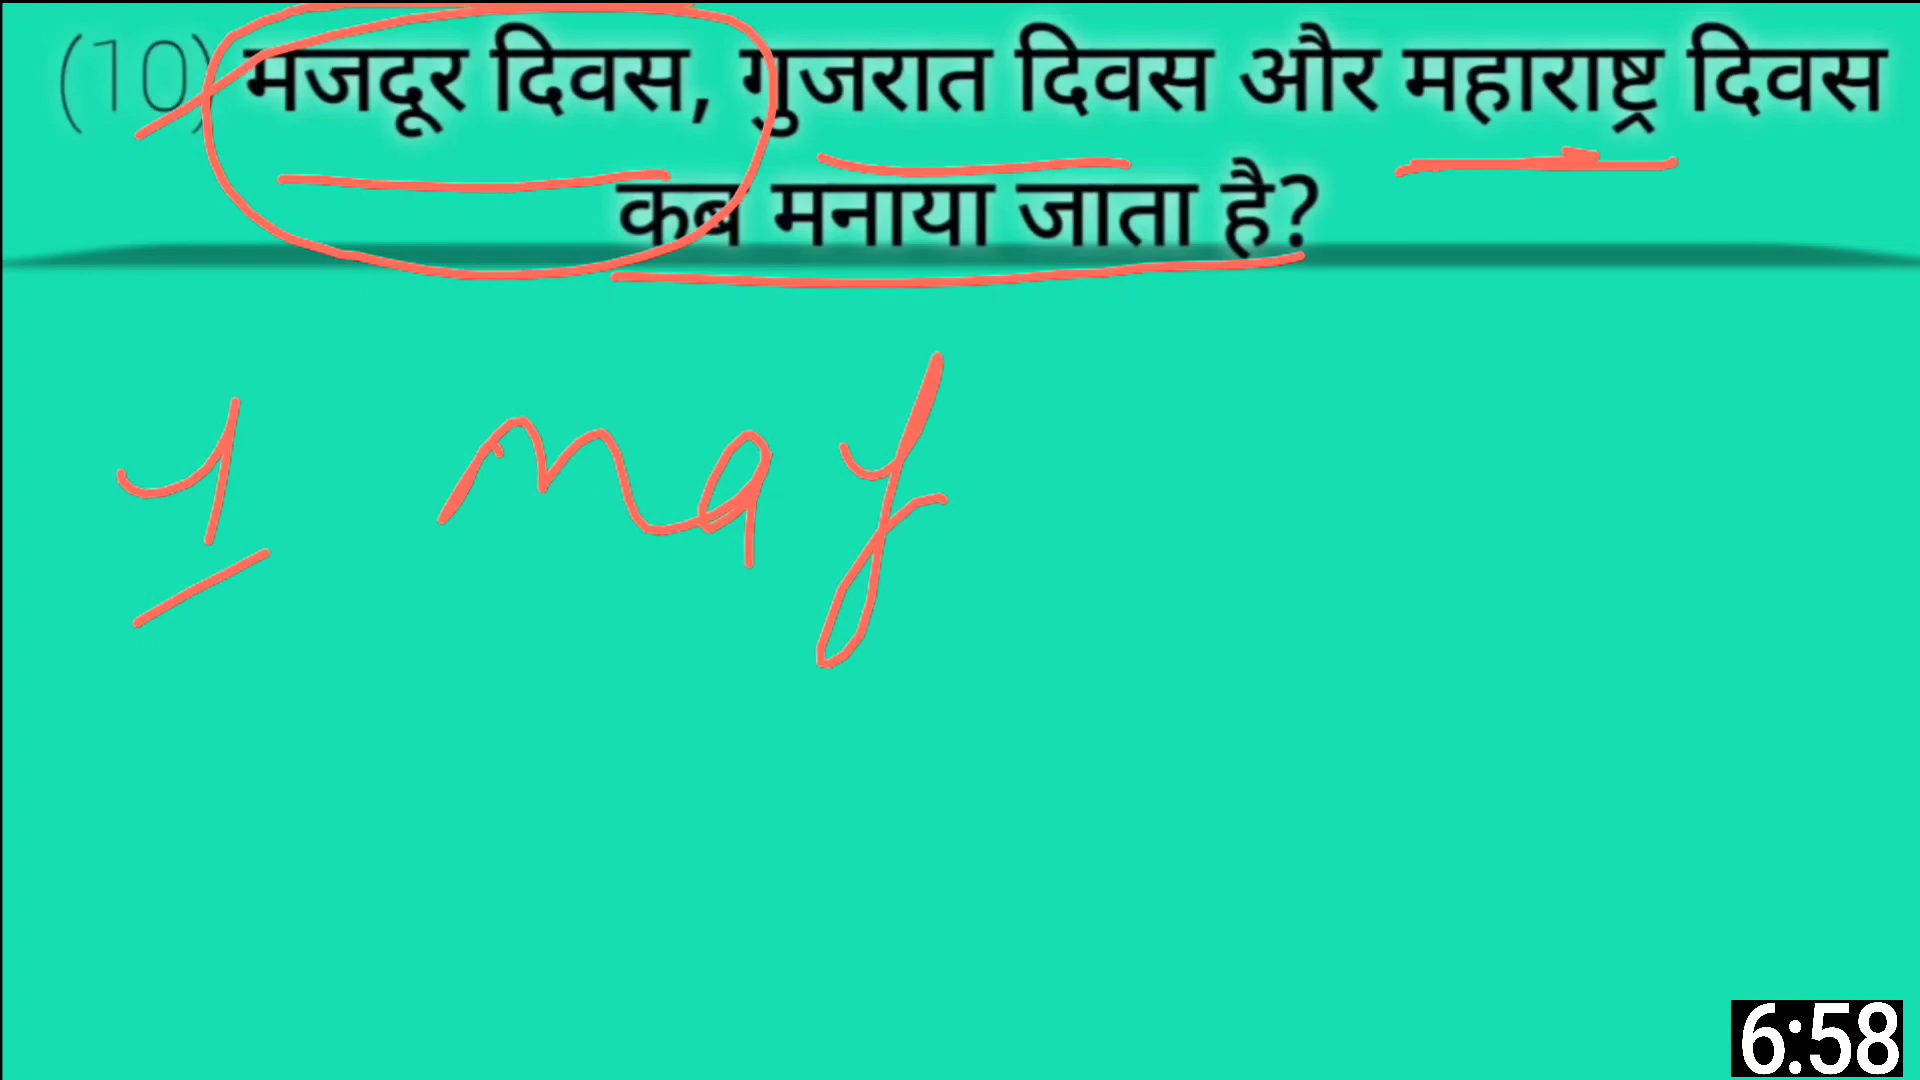 (10) मजदूर दिवस, गुजरात दिवस और महाराष्ट्र दिवस
कब मनाया जाता है?
1 may
6:58